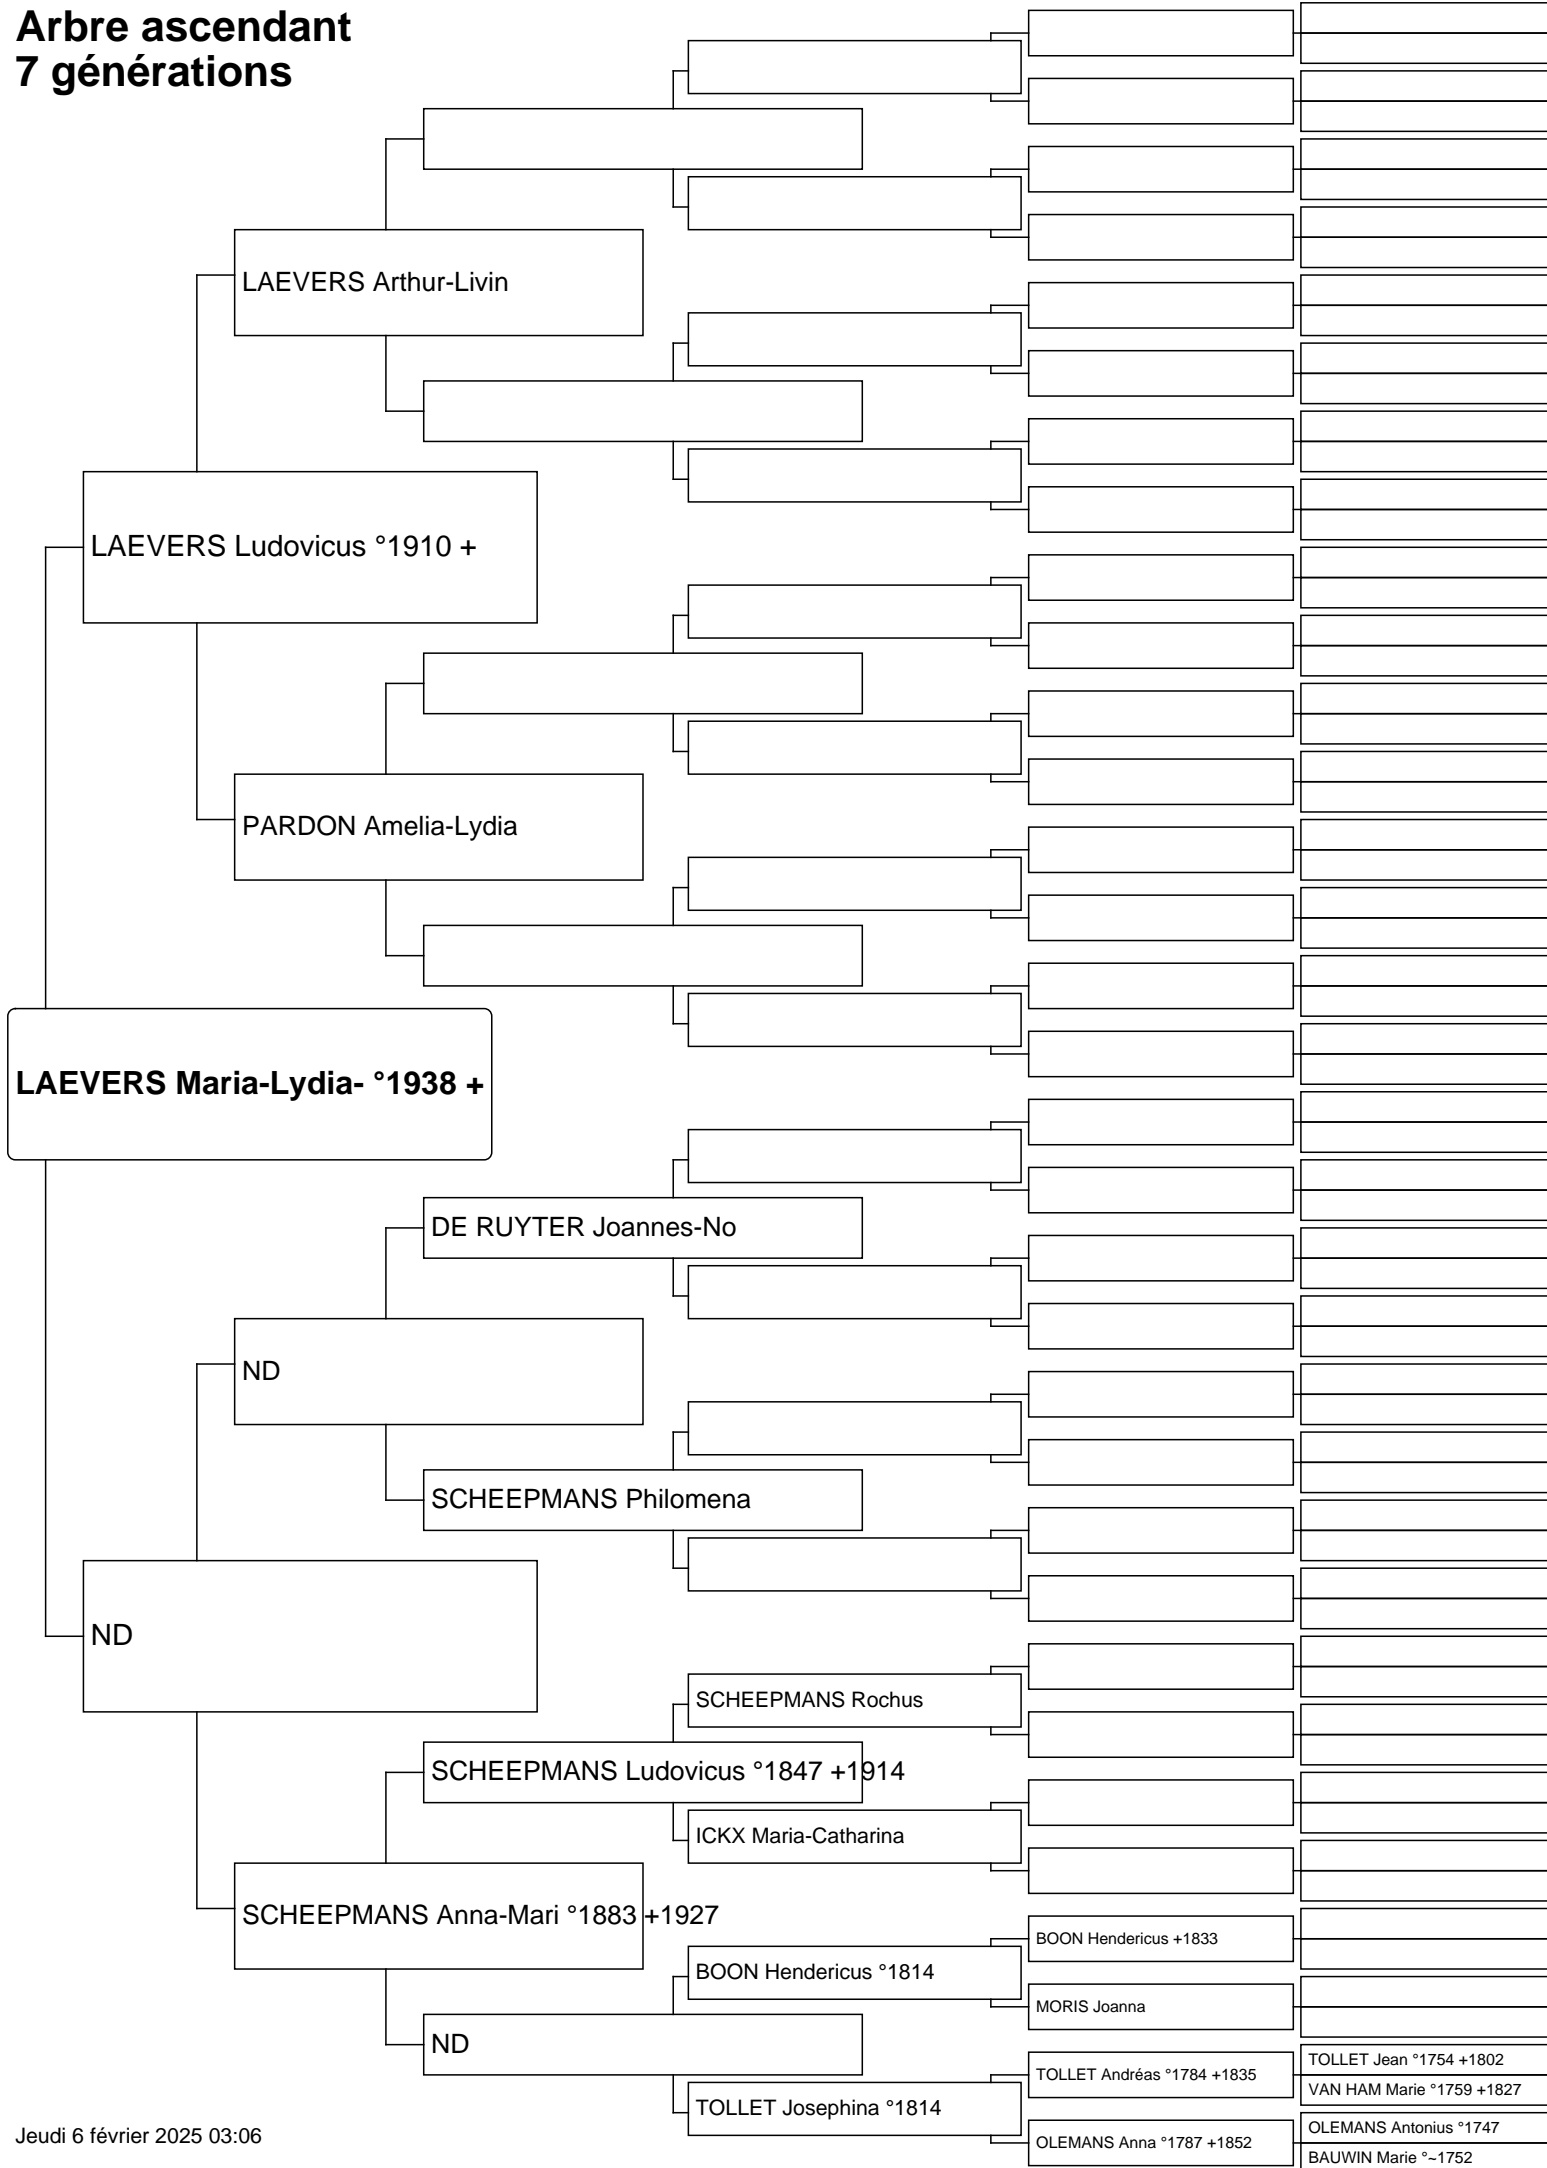 Arbre ascendant
7 générations
LAEVERS Arthur-Livin
LAEVERS Ludovicus °1910 +
PARDON Amelia-Lydia
LAEVERS Maria-Lydia- °1938 +
DE RUYTER Joannes-No
ND
SCHEEPMANS Philomena
ND
SCHEEPMANS Rochus
SCHEEPMANS Ludovicus °1847 +1914
ICKX Maria-Catharina
SCHEEPMANS Anna-Mari °1883 +1927
BOON Hendericus +1833
BOON Hendericus °1814
MORIS Joanna
ND
TOLLET Jean °1754 +1802
TOLLET Andréas °1784 +1835
VAN HAM Marie °1759 +1827
TOLLET Josephina °1814
OLEMANS Antonius °1747
OLEMANS Anna °1787 +1852
BAUWIN Marie °~1752
Jeudi 6 février 2025 03:06